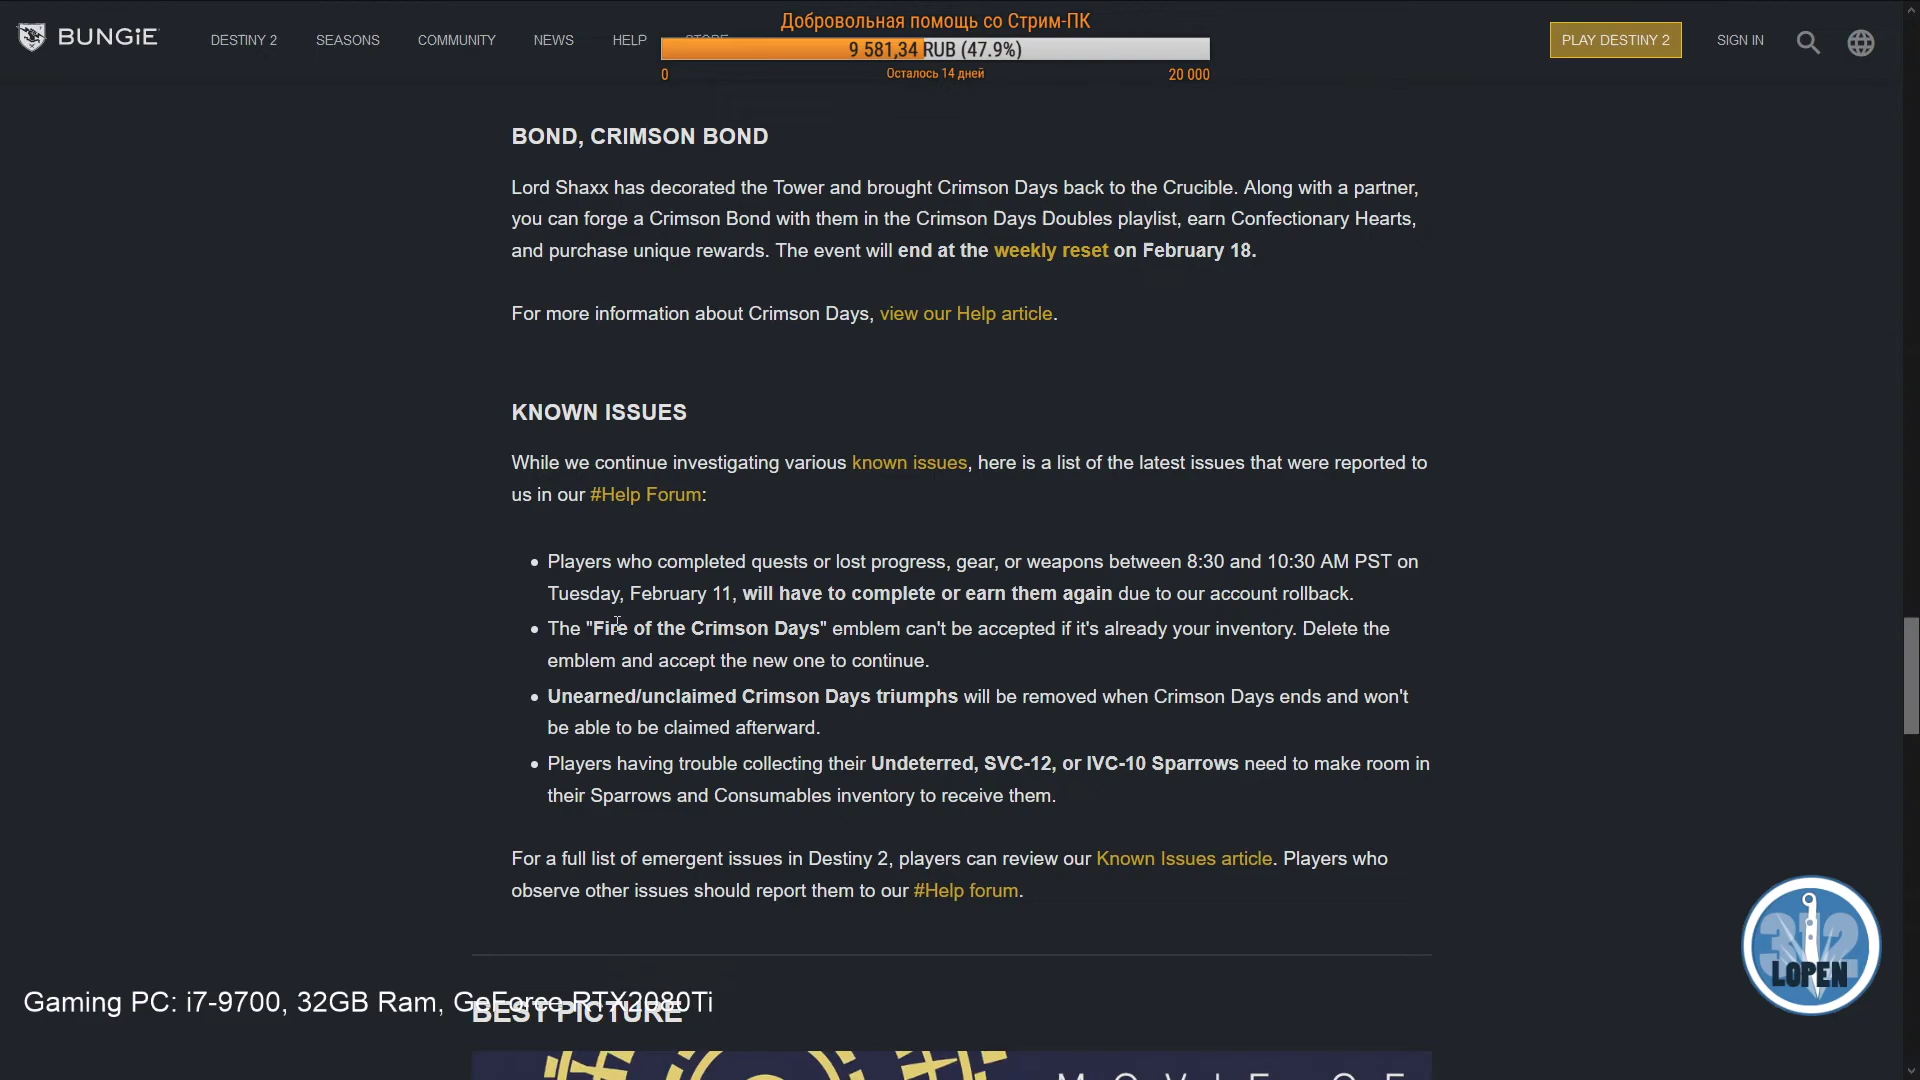 BUNGiE
DESTINY 2
SEASONS
COMMUNITY
NEWS
HELP
STORE
PLAY DESTINY 2
SIGN IN
Добровольная помощь со Стрим-ПК
9 581,34 RUB (47.9%)
0
Осталось 14 дней
20 000
BOND, CRIMSON BOND
Lord Shaxx has decorated the Tower and brought Crimson Days back to the Crucible. Along with a partner,
you can forge a Crimson Bond with them in the Crimson Days Doubles playlist, earn Confectionary Hearts,
and purchase unique rewards. The event will end at the weekly reset on February 18.
For more information about Crimson Days, view our Help article.
KNOWN ISSUES
While we continue investigating various known issues, here is a list of the latest issues that were reported to
us in our #Help Forum:
• Players who completed quests or lost progress, gear, or weapons between 8:30 and 10:30 AM PST on
Tuesday, February 11, will have to complete or earn them again due to our account rollback.
• The "Fire of the Crimson Days" emblem can't be accepted if it's already your inventory. Delete the
emblem and accept the new one to continue.
• Unearned/unclaimed Crimson Days triumphs will be removed when Crimson Days ends and won't
be able to be claimed afterward.
• Players having trouble collecting their Undeterred, SVC-12, or IVC-10 Sparrows need to make room in
their Sparrows and Consumables inventory to receive them.
For a full list of emergent issues in Destiny 2, players can review our Known Issues article. Players who
observe other issues should report them to our #Help forum.
312
LOPEN
Gaming PC: i7-9700, 32GB Ram, GeForce RTX2080Ti
BEST PICTURE
MOVIE OF